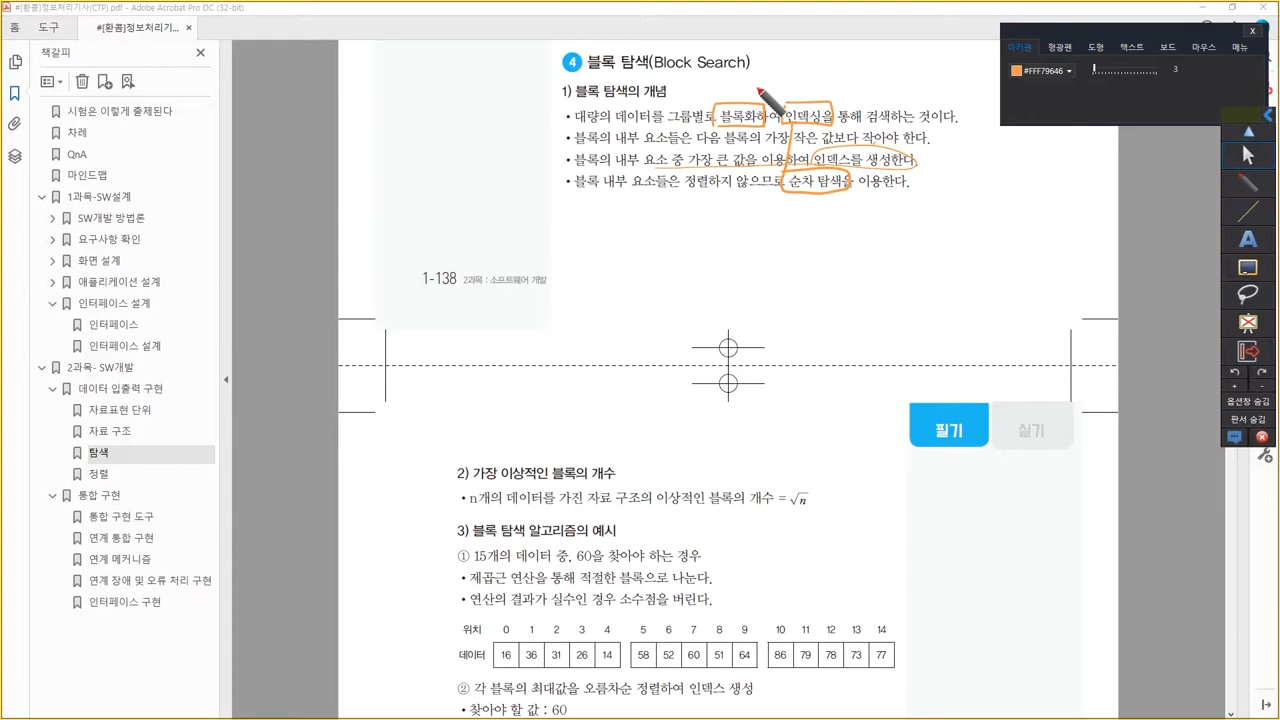 #[환콤]정보처리기사(CTP).pdf - Adobe Acrobat Pro DC (32-bit)
홈 도구 #[환콤]정보처리기... ×
책갈피
시험은 이렇게 출제된다
차례
QnA
마인드맵
1과목-SW설계
SW개발 방법론
요구사항 확인
화면 설계
애플리케이션 설계
인터페이스 설계
인터페이스
인터페이스 설계
2과목- SW개발
데이터 입출력 구현
자료표현 단위
자료 구조
탐색
정렬
통합 구현
통합 구현 도구
연계 통합 구현
연계 메커니즘
연계 장애 및 오류 처리 구현
인터페이스 구현
4 블록 탐색(Block Search)
1) 블록 탐색의 개념
• 대량의 데이터를 그룹별로 블록화하여 인덱싱을 통해 검색하는 것이다.
• 블록의 내부 요소들은 다음 블록의 가장 작은 값보다 작아야 한다.
• 블록의 내부 요소 중 가장 큰 값을 이용하여 인덱스를 생성한다.
• 블록 내부 요소들은 정렬하지 않으므로 순차 탐색을 이용한다.
1-138 2과목 : 소프트웨어 개발
필기 실기
2) 가장 이상적인 블록의 개수
• n개의 데이터를 가진 자료 구조의 이상적인 블록의 개수 = √n
3) 블록 탐색 알고리즘의 예시
① 15개의 데이터 중, 60을 찾아야 하는 경우
• 제곱근 연산을 통해 적절한 블록으로 나눈다.
• 연산의 결과가 실수인 경우 소수점을 버린다.
위치 0 1 2 3 4 5 6 7 8 9 10 11 12 13 14
데이터 16 36 31 26 14 58 52 60 51 64 86 79 78 73 77
② 각 블록의 최대값을 오름차순 정렬하여 인덱스 생성
• 찾아야 할 값 : 60
마카펜 형광펜 도형 텍스트 보드 마우스 메뉴
#FFF79646 3
A
+ -
옵션창 숨김
판서 숨김